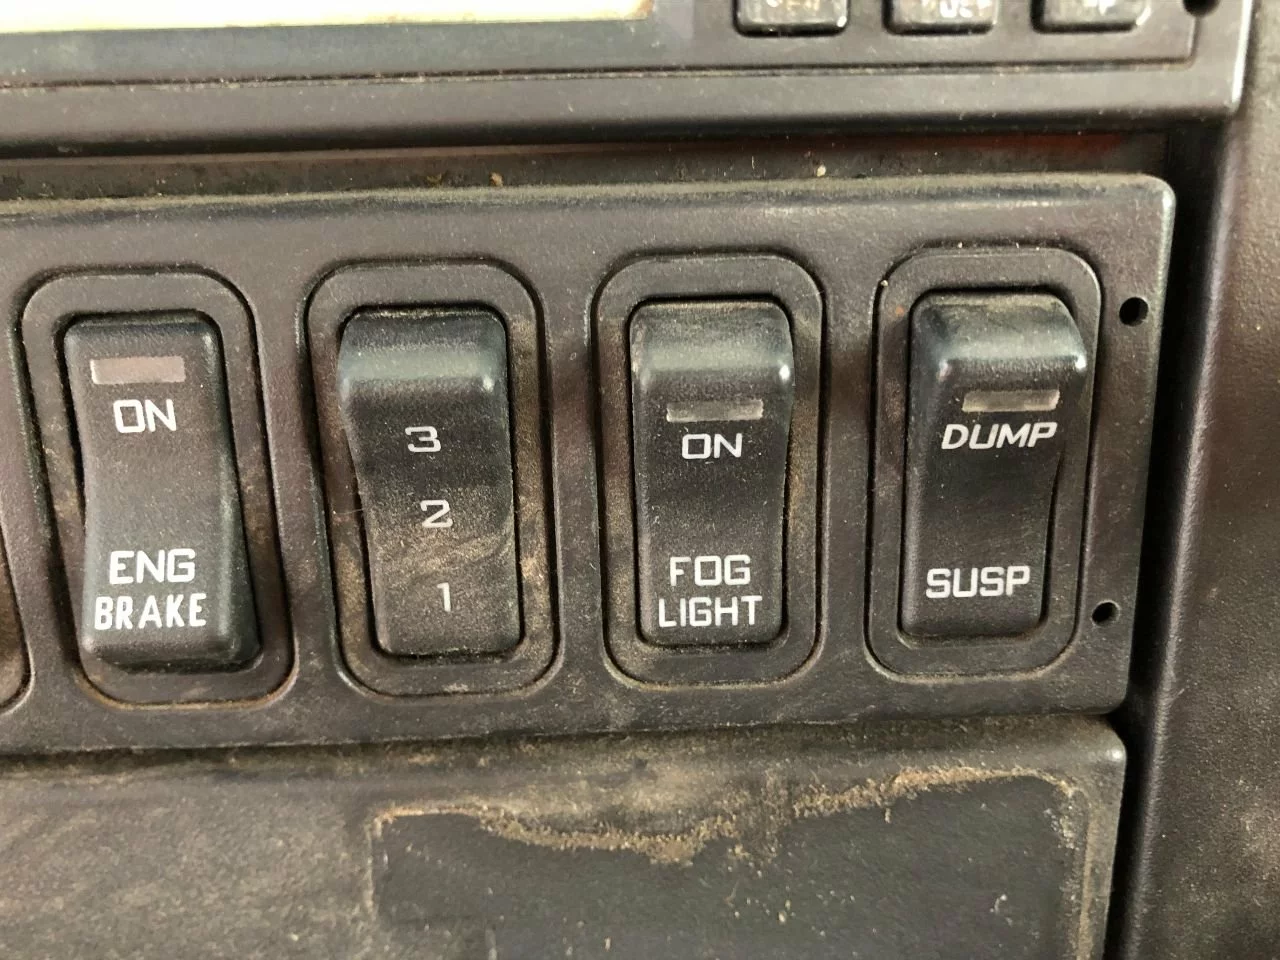 ON
ENG
BRAKE
3
2
1
ON
FOG
LIGHT
DUMP
SUSP